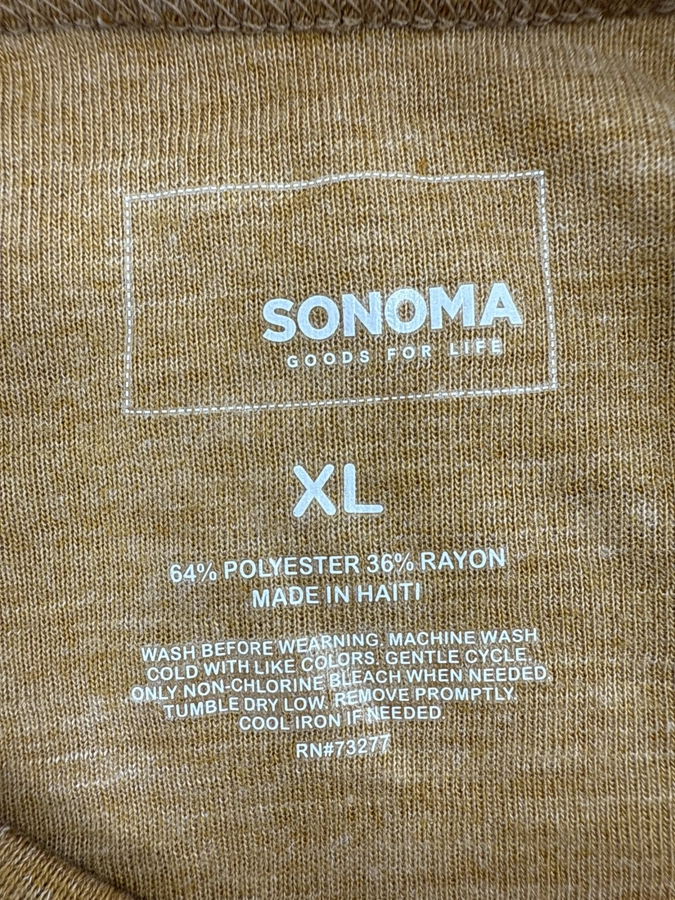 SONOMA
GOODS FOR LIFE
XL
64% POLYESTER 36% RAYON
MADE IN HAITI
WASH BEFORE WEARNING. MACHINE WASH
COLD WITH LIKE COLORS. GENTLE CYCLE.
ONLY NON-CHLORINE BLEACH WHEN NEEDED.
TUMBLE DRY LOW. REMOVE PROMPTLY.
COOL IRON IF NEEDED.
RN#73277